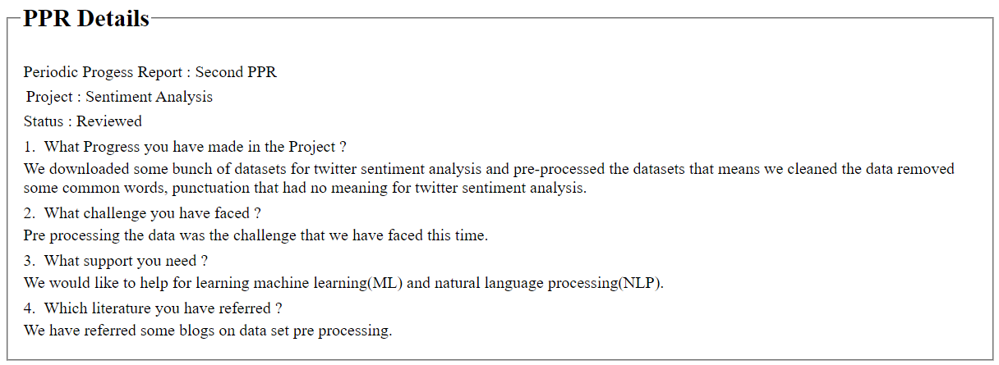 PPR Details
Periodic Progess Report : Second PPR
Project : Sentiment Analysis
Status : Reviewed
1. What Progress you have made in the Project ?
We downloaded some bunch of datasets for twitter sentiment analysis and pre-processed the datasets that means we cleaned the data removed
some common words, punctuation that had no meaning for twitter sentiment analysis.
2. What challenge you have faced ?
Pre processing the data was the challenge that we have faced this time.
3. What support you need ?
We would like to help for learning machine learning(ML) and natural language processing(NLP).
4. Which literature you have referred ?
We have referred some blogs on data set pre processing.